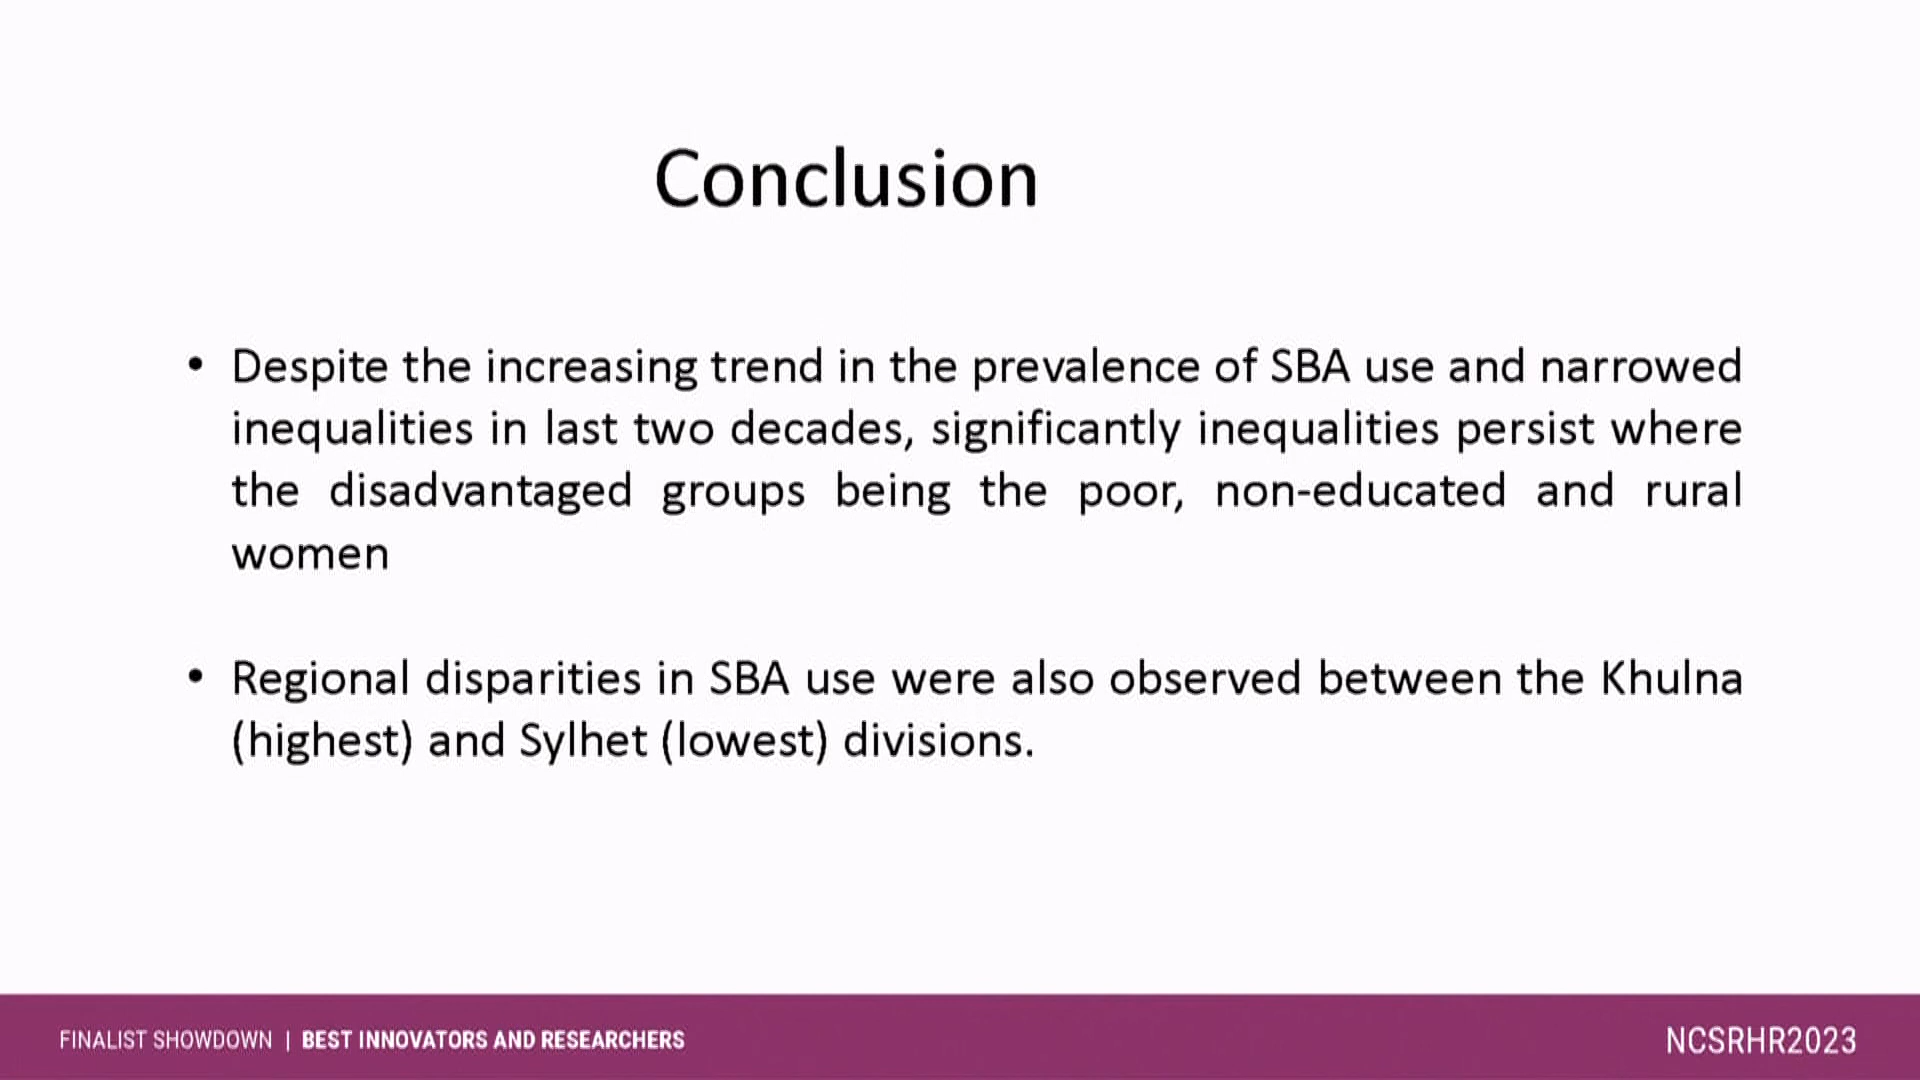 Conclusion
• Despite the increasing trend in the prevalence of SBA use and narrowed
inequalities in last two decades, significantly inequalities persist where
the disadvantaged groups being the poor, non-educated and rural
women
• Regional disparities in SBA use were also observed between the Khulna
(highest) and Sylhet (lowest) divisions.
FINALIST SHOWDOWN | BEST INNOVATORS AND RESEARCHERS
NCSRHR2023